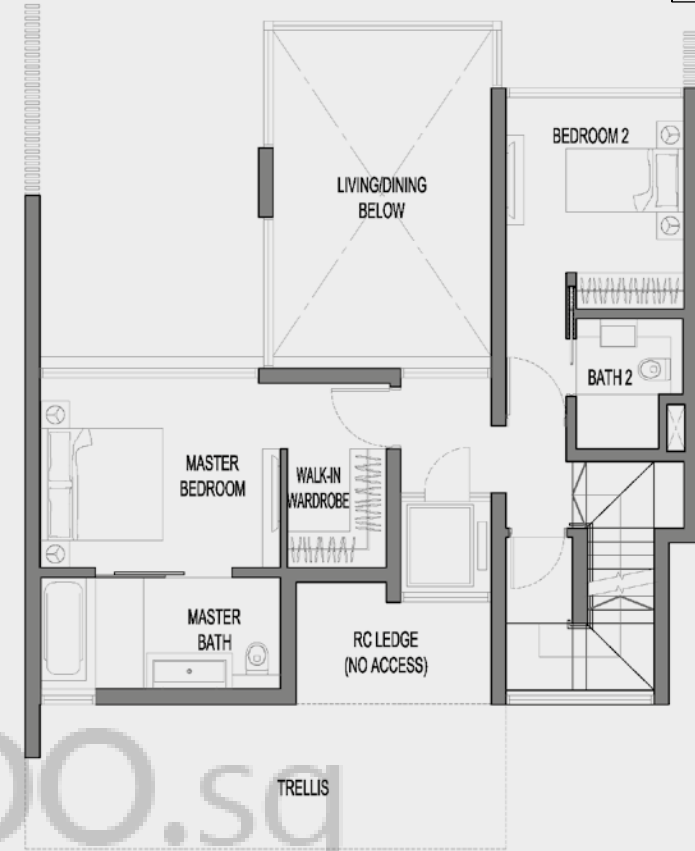 BEDROOM 2
LIVING/DINING
BELOW
BATH 2
MASTER
BEDROOM
WALK-IN
WARDROBE
MASTER
BATH
RC LEDGE
(NO ACCESS)
TRELLIS
OO.sg